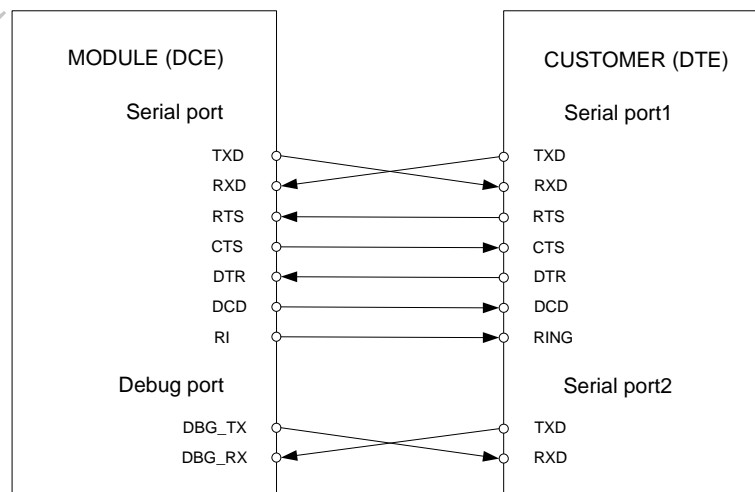 MODULE (DCE)
CUSTOMER (DTE)
Serial port
Serial port1
TXD
TXD
RXD
RXD
RTS
RTS
CTS
CTS
DTR
DTR
DCD
DCD
RI
RING
Debug port
Serial port2
DBG_TX
TXD
DBG_RX
RXD